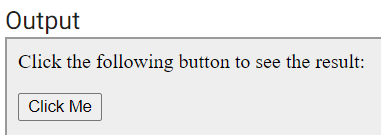 Output
Click the following button to see the result:
Click Me